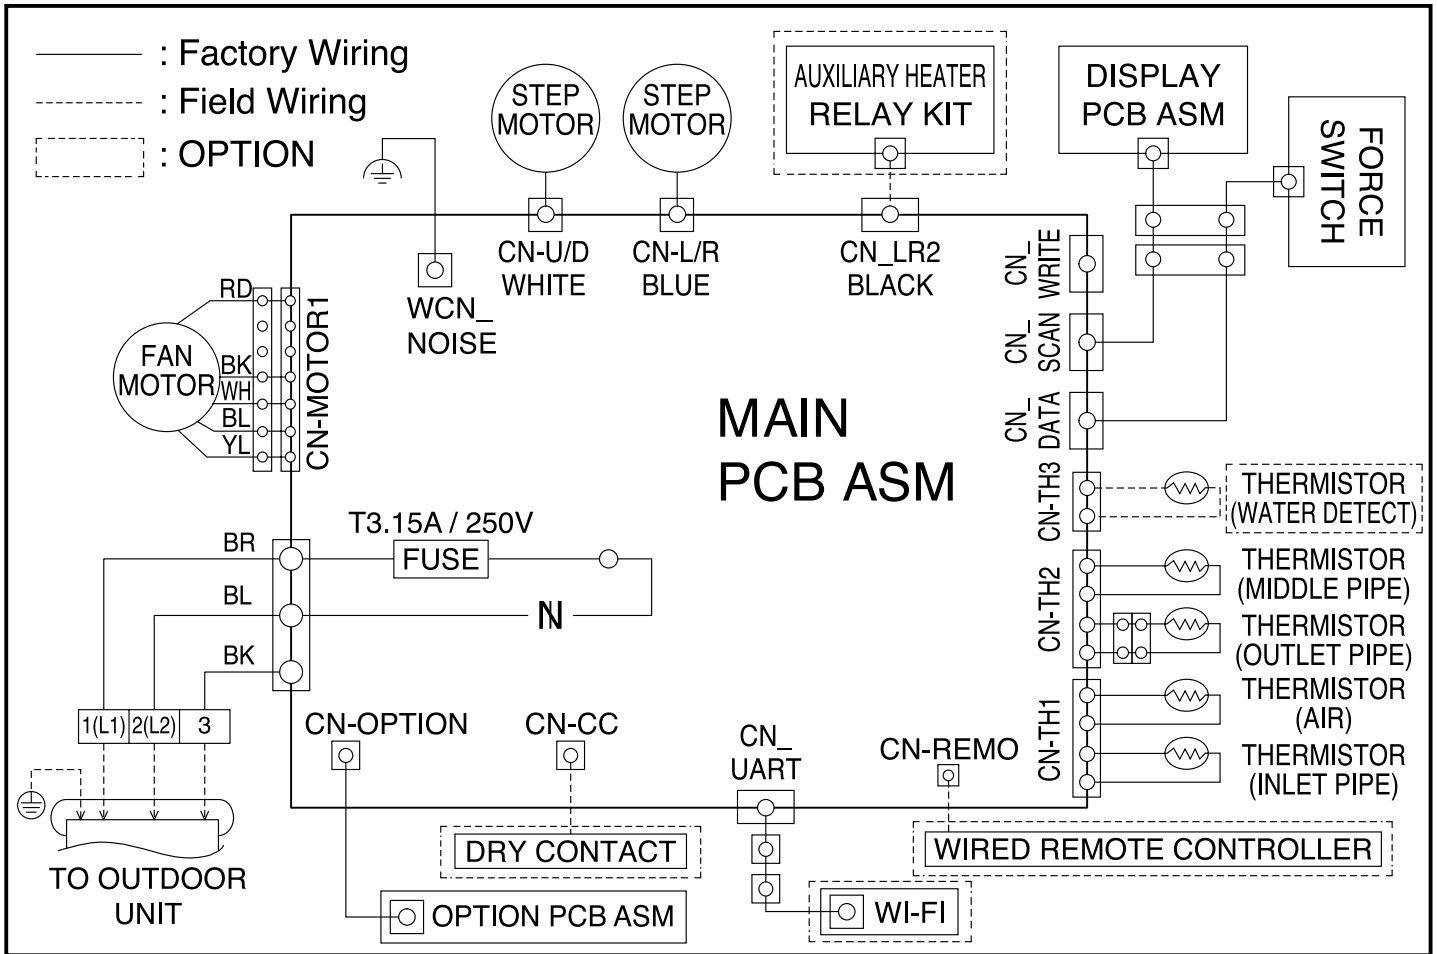 : Factory Wiring
: Field Wiring
: OPTION
STEP
MOTOR
STEP
MOTOR
AUXILIARY HEATER
RELAY KIT
DISPLAY
PCB ASM
FORCE
SWITCH
CN-U/D
WHITE
CN-L/R
BLUE
CN_LR2
BLACK
CN_
WRITE
WCN_
NOISE
CN_
SCAN
CN_
DATA
RD
BK
WH
BL
YL
FAN
MOTOR
CN-MOTOR1
MAIN
PCB ASM
CN-TH3
THERMISTOR
(WATER DETECT)
T3.15A / 250V
FUSE
N
BR
BL
BK
CN-TH2
THERMISTOR
(MIDDLE PIPE)
THERMISTOR
(OUTLET PIPE)
CN-TH1
THERMISTOR
(AIR)
THERMISTOR
(INLET PIPE)
1(L1) 2(L2) 3
TO OUTDOOR
UNIT
CN-OPTION
CN-CC
CN_
UART
CN-REMO
DRY CONTACT
WIRED REMOTE CONTROLLER
OPTION PCB ASM
WI-FI